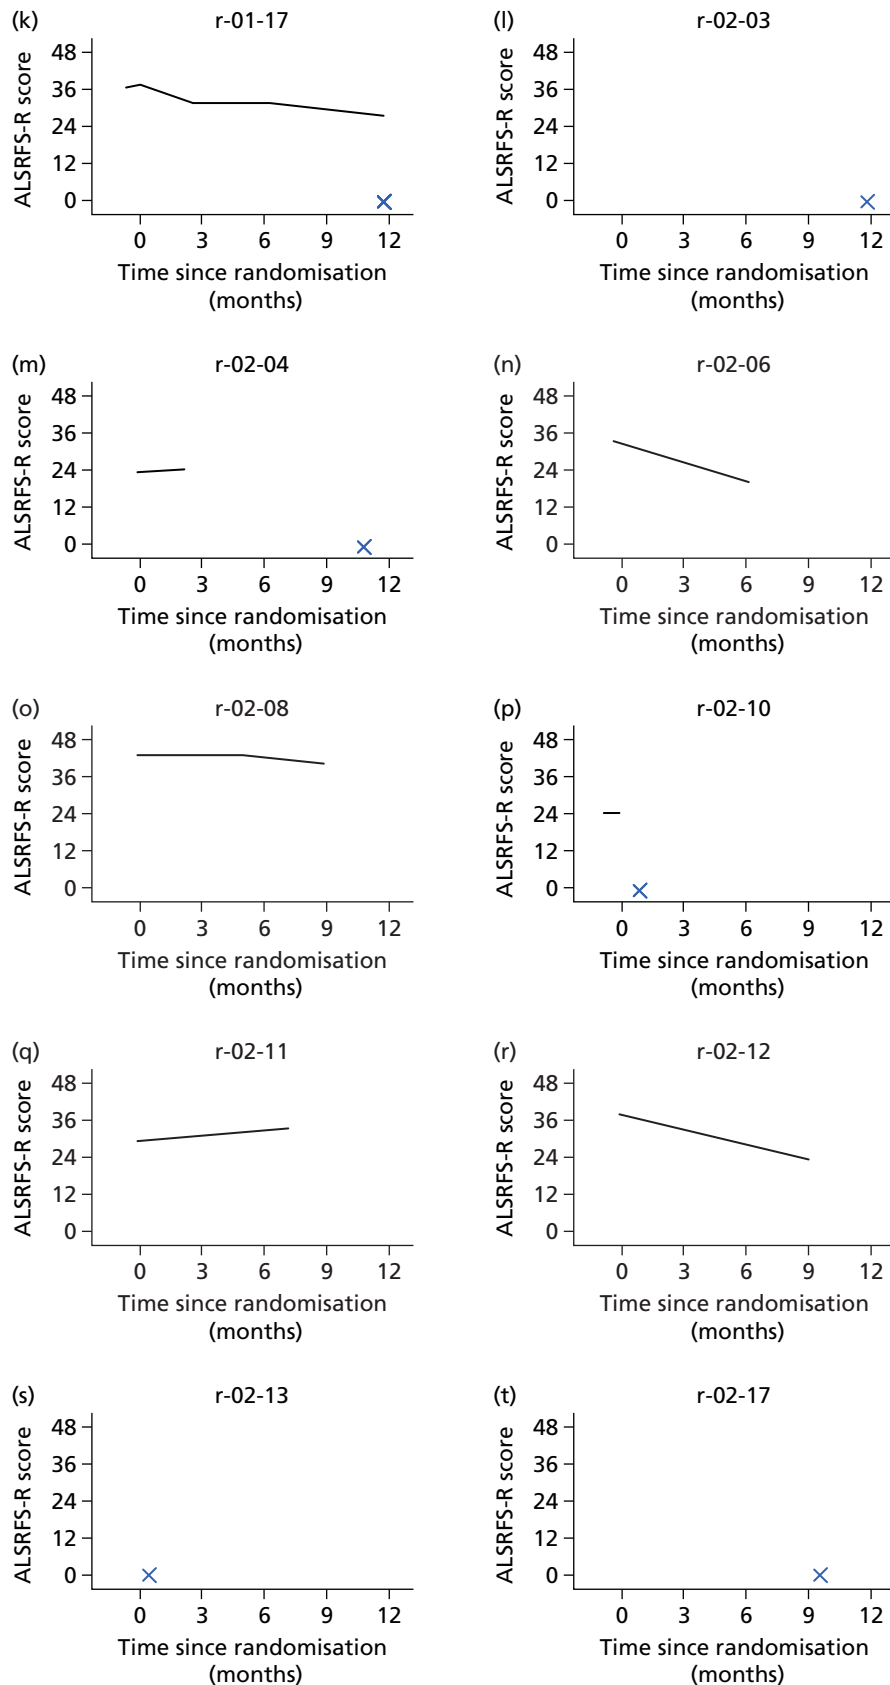 (k)
r-01-17
ALSRFS-R score
48
36
24
12
0
0 3 6 9 12
Time since randomisation
(months)
(l)
r-02-03
ALSRFS-R score
48
36
24
12
0
0 3 6 9 12
Time since randomisation
(months)
(m)
r-02-04
ALSRFS-R score
48
36
24
12
0
0 3 6 9 12
Time since randomisation
(months)
(n)
r-02-06
ALSRFS-R score
48
36
24
12
0
0 3 6 9 12
Time since randomisation
(months)
(o)
r-02-08
ALSRFS-R score
48
36
24
12
0
0 3 6 9 12
Time since randomisation
(months)
(p)
r-02-10
ALSRFS-R score
48
36
24
12
0
0 3 6 9 12
Time since randomisation
(months)
(q)
r-02-11
ALSRFS-R score
48
36
24
12
0
0 3 6 9 12
Time since randomisation
(months)
(r)
r-02-12
ALSRFS-R score
48
36
24
12
0
0 3 6 9 12
Time since randomisation
(months)
(s)
r-02-13
ALSRFS-R score
48
36
24
12
0
0 3 6 9 12
Time since randomisation
(months)
(t)
r-02-17
ALSRFS-R score
48
36
24
12
0
0 3 6 9 12
Time since randomisation
(months)